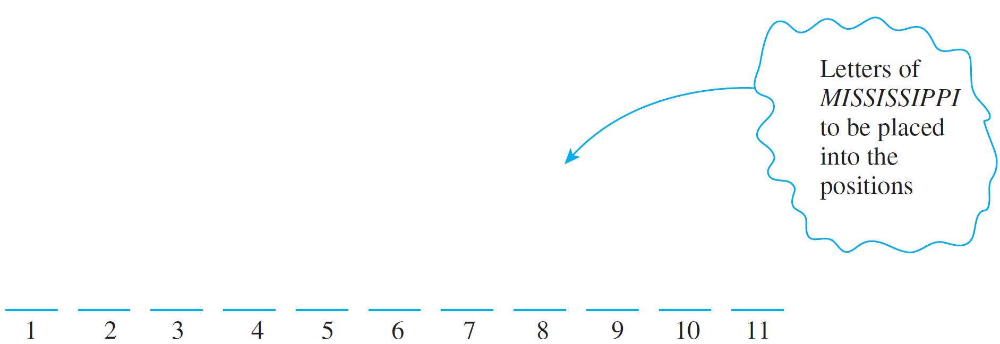 Letters of
MISSISSIPPI
to be placed
into the
positions
1 2 3 4 5 6 7 8 9 10 11